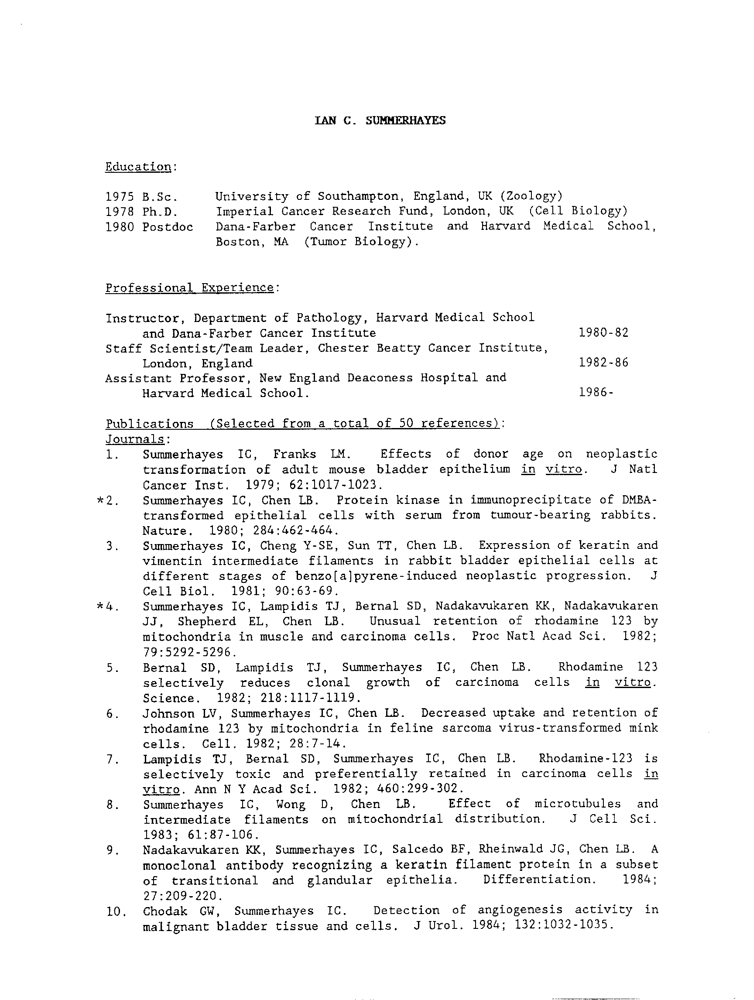 IAN C. SUMMERHAYES
Education:
1975 B.Sc. University of Southampton, England, UK (Zoology)
1978 Ph.D. Imperial Cancer Research Fund, London, UK (Cell Biology)
1980 Postdoc Dana-Farber Cancer Institute and Harvard Medical School,
Boston, MA (Tumor Biology).
Professional Experience:
Instructor, Department of Pathology, Harvard Medical School
and Dana-Farber Cancer Institute 1980-82
Staff Scientist/Team Leader, Chester Beatty Cancer Institute,
London, England 1982-86
Assistant Professor, New England Deaconess Hospital and
Harvard Medical School. 1986-
Publications (Selected from a total of 50 references):
Journals:
1. Summerhayes IC, Franks LM. Effects of donor age on neoplastic
transformation of adult mouse bladder epithelium in vitro. J Natl
Cancer Inst. 1979; 62:1017-1023.
*2. Summerhayes IC, Chen LB. Protein kinase in immunoprecipitate of DMBA-
transformed epithelial cells with serum from tumour-bearing rabbits.
Nature. 1980; 284:462-464.
3. Summerhayes IC, Cheng Y-SE, Sun TT, Chen LB. Expression of keratin and
vimentin intermediate filaments in rabbit bladder epithelial cells at
different stages of benzo[a]pyrene-induced neoplastic progression. J
Cell Biol. 1981; 90:63-69.
*4. Summerhayes IC, Lampidis TJ, Bernal SD, Nadakavukaren KK, Nadakavukaren
JJ, Shepherd EL, Chen LB. Unusual retention of rhodamine 123 by
mitochondria in muscle and carcinoma cells. Proc Natl Acad Sci. 1982;
79:5292-5296.
5. Bernal SD, Lampidis TJ, Summerhayes IC, Chen LB. Rhodamine 123
selectively reduces clonal growth of carcinoma cells in vitro.
Science. 1982; 218:1117-1119.
6. Johnson LV, Summerhayes IC, Chen LB. Decreased uptake and retention of
rhodamine 123 by mitochondria in feline sarcoma virus-transformed mink
cells. Cell. 1982; 28:7-14.
7. Lampidis TJ, Bernal SD, Summerhayes IC, Chen LB. Rhodamine-123 is
selectively toxic and preferentially retained in carcinoma cells in
vitro. Ann N Y Acad Sci. 1982; 460:299-302.
8. Summerhayes IC, Wong D, Chen LB. Effect of microtubules and
intermediate filaments on mitochondrial distribution. J Cell Sci.
1983; 61:87-106.
9. Nadakavukaren KK, Summerhayes IC, Salcedo BF, Rheinwald JG, Chen LB. A
monoclonal antibody recognizing a keratin filament protein in a subset
of transitional and glandular epithelia. Differentiation. 1984;
27:209-220.
10. Chodak GW, Summerhayes IC. Detection of angiogenesis activity in
malignant bladder tissue and cells. J Urol. 1984; 132:1032-1035.